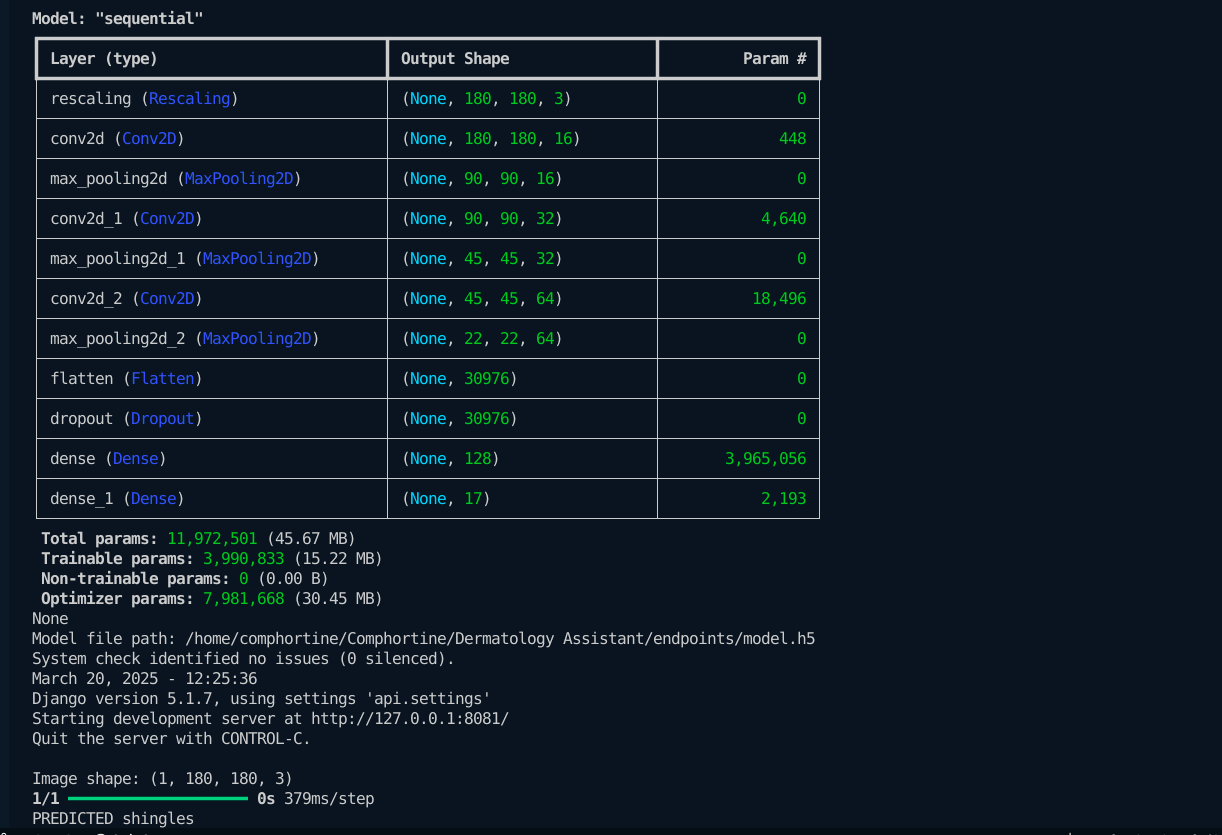 Model: "sequential"
Layer (type) Output Shape Param #
rescaling (Rescaling) (None, 180, 180, 3) 0
conv2d (Conv2D) (None, 180, 180, 16) 448
max_pooling2d (MaxPooling2D) (None, 90, 90, 16) 0
conv2d_1 (Conv2D) (None, 90, 90, 32) 4,640
max_pooling2d_1 (MaxPooling2D) (None, 45, 45, 32) 0
conv2d_2 (Conv2D) (None, 45, 45, 64) 18,496
max_pooling2d_2 (MaxPooling2D) (None, 22, 22, 64) 0
flatten (Flatten) (None, 30976) 0
dropout (Dropout) (None, 30976) 0
dense (Dense) (None, 128) 3,965,056
dense_1 (Dense) (None, 17) 2,193
Total params: 11,972,501 (45.67 MB)
Trainable params: 3,990,833 (15.22 MB)
Non-trainable params: 0 (0.00 B)
Optimizer params: 7,981,668 (30.45 MB)
None
Model file path: /home/comphortine/Comphortine/Dermatology Assistant/endpoints/model.h5
System check identified no issues (0 silenced).
March 20, 2025 - 12:25:36
Django version 5.1.7, using settings 'api.settings'
Starting development server at http://127.0.0.1:8081/
Quit the server with CONTROL-C.
Image shape: (1, 180, 180, 3)
1/1 0s 379ms/step
PREDICTED shingles